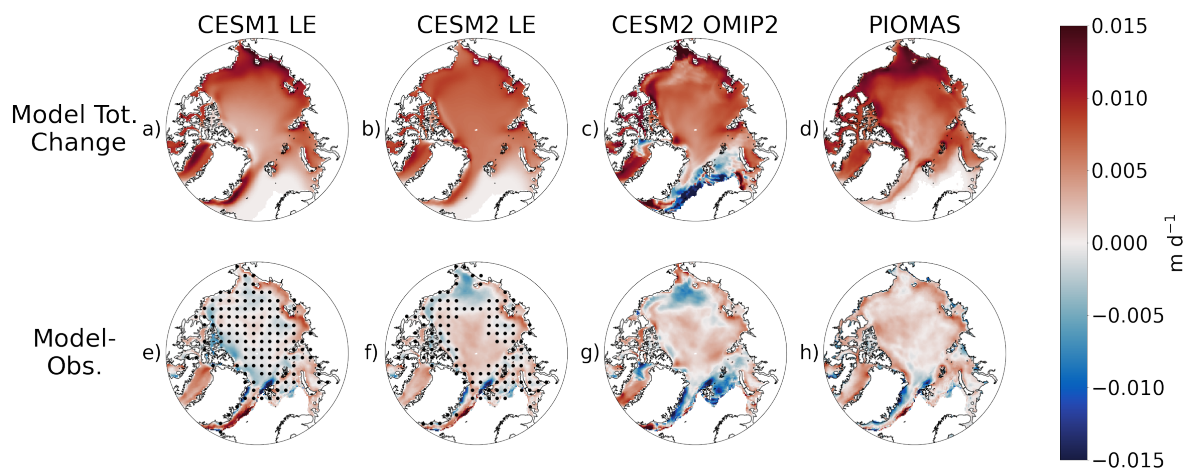 CESM1 LE
CESM2 LE
CESM2 OMIP2
PIOMAS
Model Tot.
Change
a)
b)
c)
d)
Model-
Obs.
e)
f)
g)
h)
0.015
0.010
0.005
0.000
−0.005
−0.010
−0.015
m d⁻¹